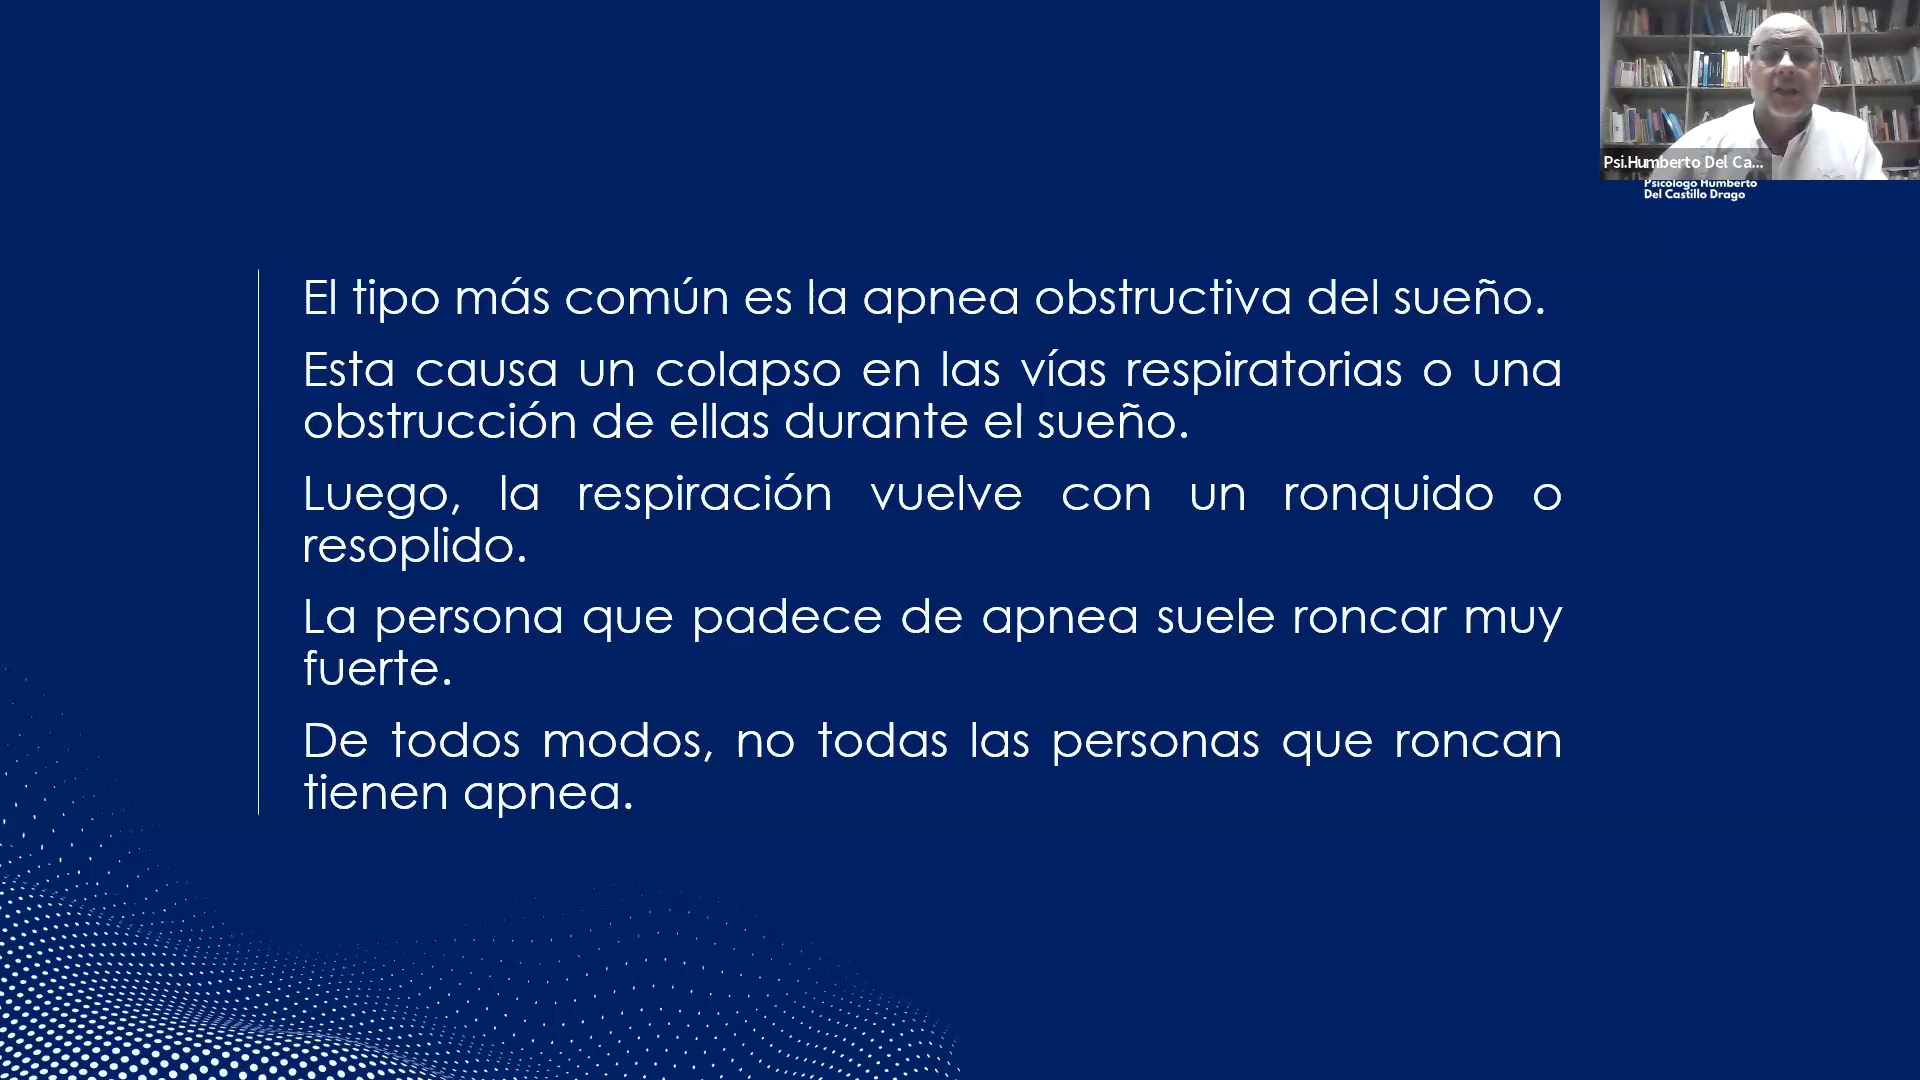 Psi.Humberto Del Ca...
Psicólogo Humberto
Del Castillo Drago
El tipo más común es la apnea obstructiva del sueño.
Esta causa un colapso en las vías respiratorias o una
obstrucción de ellas durante el sueño.
Luego, la respiración vuelve con un ronquido o
resoplido.
La persona que padece de apnea suele roncar muy
fuerte.
De todos modos, no todas las personas que roncan
tienen apnea.